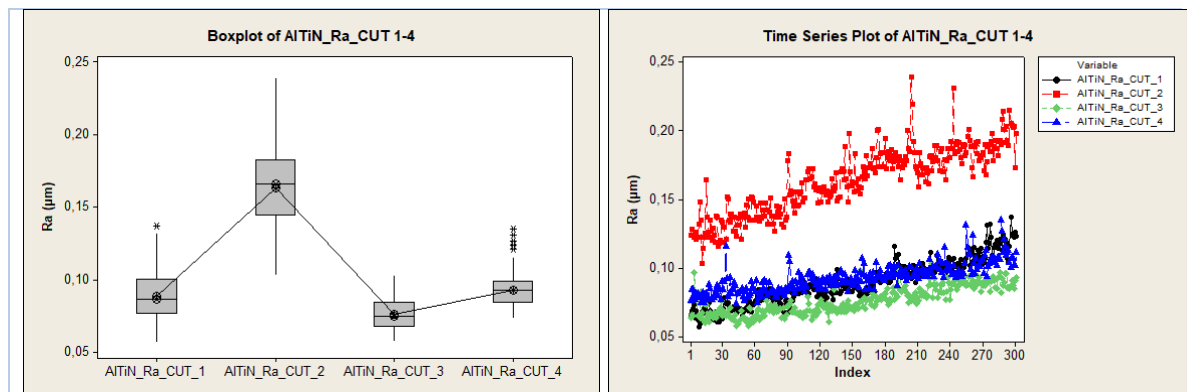 Boxplot of AlTiN_Ra_CUT 1-4
0,25
0,20
0,15
0,10
0,05
Ra (µm)
AlTiN_Ra_CUT_1 AlTiN_Ra_CUT_2 AlTiN_Ra_CUT_3 AlTiN_Ra_CUT_4
Time Series Plot of AlTiN_Ra_CUT 1-4
0,25
0,20
0,15
0,10
0,05
Ra (µm)
1 30 60 90 120 150 180 210 240 270 300
Index
Variable
AlTiN_Ra_CUT_1
AlTiN_Ra_CUT_2
AlTiN_Ra_CUT_3
AlTiN_Ra_CUT_4